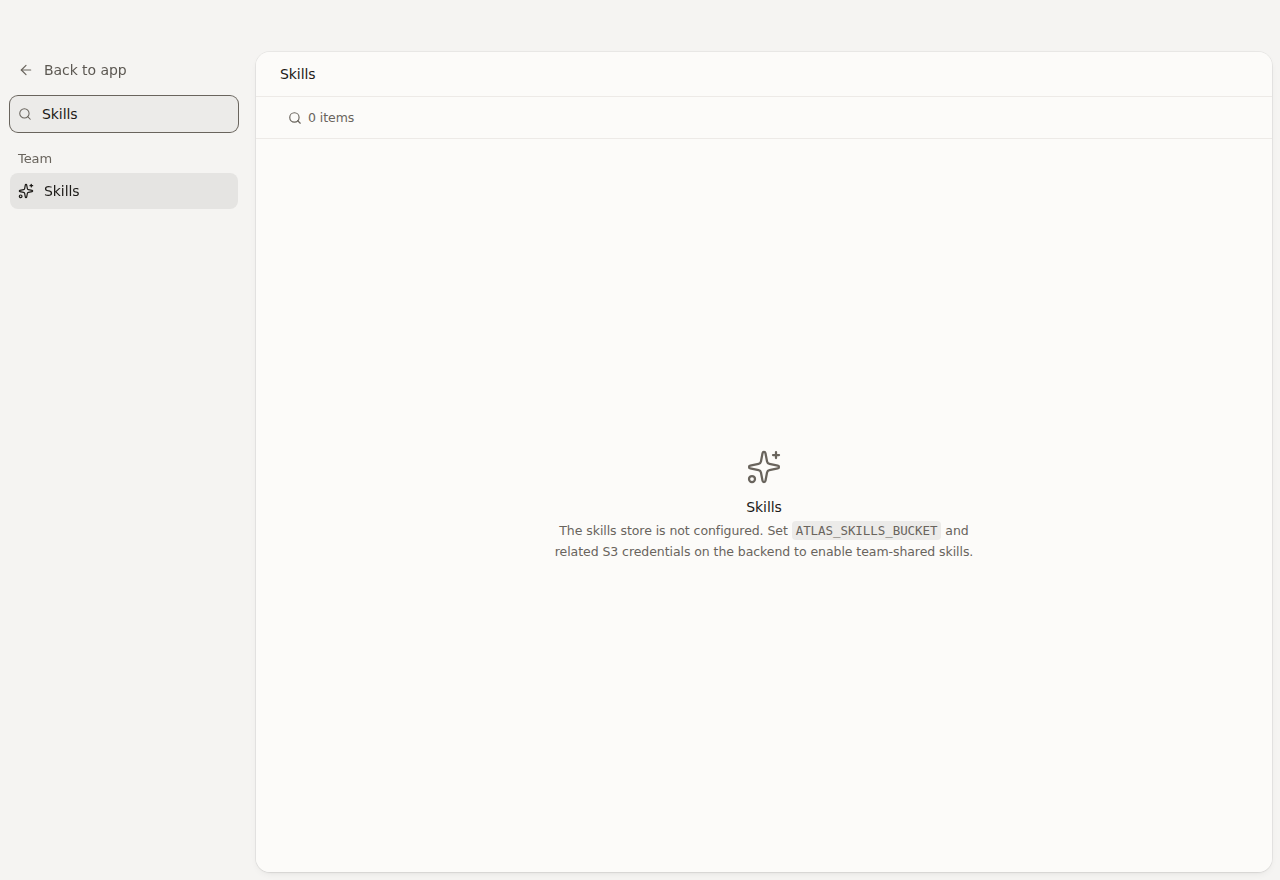 Back to app
Skills
Team
Skills
Skills
0 items
Skills
The skills store is not configured. Set ATLAS_SKILLS_BUCKET and
related S3 credentials on the backend to enable team-shared skills.